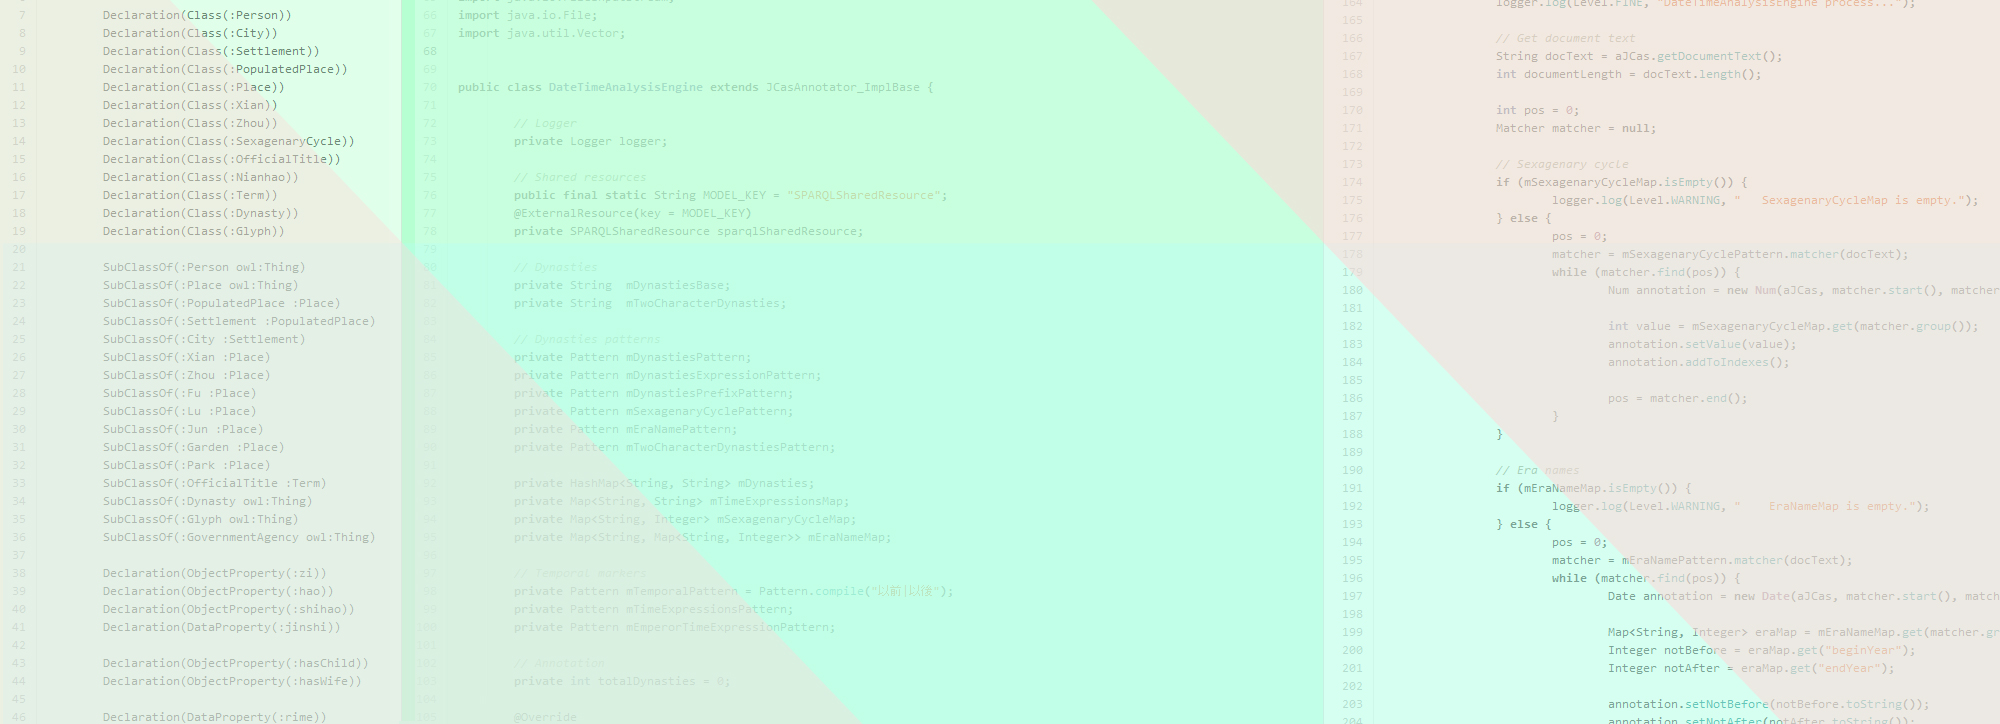 7 Declaration(Class(:Person))
8 Declaration(Class(:City))
9 Declaration(Class(:Settlement))
10 Declaration(Class(:PopulatedPlace))
11 Declaration(Class(:Place))
12 Declaration(Class(:Xian))
13 Declaration(Class(:Zhou))
14 Declaration(Class(:SexagenaryCycle))
15 Declaration(Class(:OfficialTitle))
16 Declaration(Class(:Nianhao))
17 Declaration(Class(:Term))
18 Declaration(Class(:Dynasty))
19 Declaration(Class(:Glyph))
20
21 SubClassOf(:Person owl:Thing)
22 SubClassOf(:Place owl:Thing)
23 SubClassOf(:PopulatedPlace :Place)
24 SubClassOf(:Settlement :PopulatedPlace)
25 SubClassOf(:City :Settlement)
26 SubClassOf(:Xian :Place)
27 SubClassOf(:Zhou :Place)
28 SubClassOf(:Fu :Place)
29 SubClassOf(:Lu :Place)
30 SubClassOf(:Jun :Place)
31 SubClassOf(:Garden :Place)
32 SubClassOf(:Park :Place)
33 SubClassOf(:OfficialTitle :Term)
34 SubClassOf(:Dynasty owl:Thing)
35 SubClassOf(:Glyph owl:Thing)
36 SubClassOf(:GovernmentAgency owl:Thing)
37
38 Declaration(ObjectProperty(:zi))
39 Declaration(ObjectProperty(:hao))
40 Declaration(ObjectProperty(:shihao))
41 Declaration(DataProperty(:jinshi))
42
43 Declaration(ObjectProperty(:hasChild))
44 Declaration(ObjectProperty(:hasWife))
45
46 Declaration(DataProperty(:rime))
66 import java.io.File;
67 import java.util.Vector;
68
69
70 public class DateTimeAnalysisEngine extends JCasAnnotator_ImplBase {
71
72 // Logger
73 private Logger logger;
74
75 // Shared resources
76 public final static String MODEL_KEY = "SPARQLSharedResource";
77 @ExternalResource(key = MODEL_KEY)
78 private SPARQLSharedResource sparqlSharedResource;
79
80
81 // Dynasties
82 private String mDynastiesBase;
private String mTwoCharacterDynasties;
83
84 // Dynasties patterns
85 private Pattern mDynastiesPattern;
86 private Pattern mDynastiesExpressionPattern;
87 private Pattern mDynastiesPrefixPattern;
88 private Pattern mSexagenaryCyclePattern;
89 private Pattern mEraNamePattern;
90 private Pattern mTwoCharacterDynastiesPattern;
91
92 private HashMap<String, String> mDynasties;
93 private Map<String, String> mTimeExpressionsMap;
94 private Map<String, Integer> mSexagenaryCycleMap;
95 private Map<String, Map<String, Integer>> mEraNameMap;
96
97 // Temporal markers
98 private Pattern mTemporalPattern = Pattern.compile("以前|以後");
99 private Pattern mTimeExpressionsPattern;
100 private Pattern mEmperorTimeExpressionPattern;
101
102 // Annotation
103 private int totalDynasties = 0;
104
105 @Override
164 logger.log(Level.FINE, "DateTimeAnalysisEngine process...");
165
166 // Get document text
167 String docText = aJCas.getDocumentText();
168 int documentLength = docText.length();
169
170 int pos = 0;
171 Matcher matcher = null;
172
173 // Sexagenary cycle
174 if (mSexagenaryCycleMap.isEmpty()) {
175 logger.log(Level.WARNING, " SexagenaryCycleMap is empty.");
176 } else {
177 pos = 0;
178 matcher = mSexagenaryCyclePattern.matcher(docText);
179 while (matcher.find(pos)) {
180 Num annotation = new Num(aJCas, matcher.start(), matcher
181
182 int value = mSexagenaryCycleMap.get(matcher.group());
183 annotation.setValue(value);
184 annotation.addToIndexes();
185
186 pos = matcher.end();
187 }
188 }
189
190 // Era names
191 if (mEraNameMap.isEmpty()) {
192 logger.log(Level.WARNING, " EraNameMap is empty.");
193 } else {
194 pos = 0;
195 matcher = mEraNamePattern.matcher(docText);
196 while (matcher.find(pos)) {
197 Date annotation = new Date(aJCas, matcher.start(), match
198
199 Map<String, Integer> eraMap = mEraNameMap.get(matcher.gr
200 Integer notBefore = eraMap.get("beginYear");
201 Integer notAfter = eraMap.get("endYear");
202
203 annotation.setNotBefore(notBefore.toString());
204 annotation.setNotAfter(notAfter.toString());